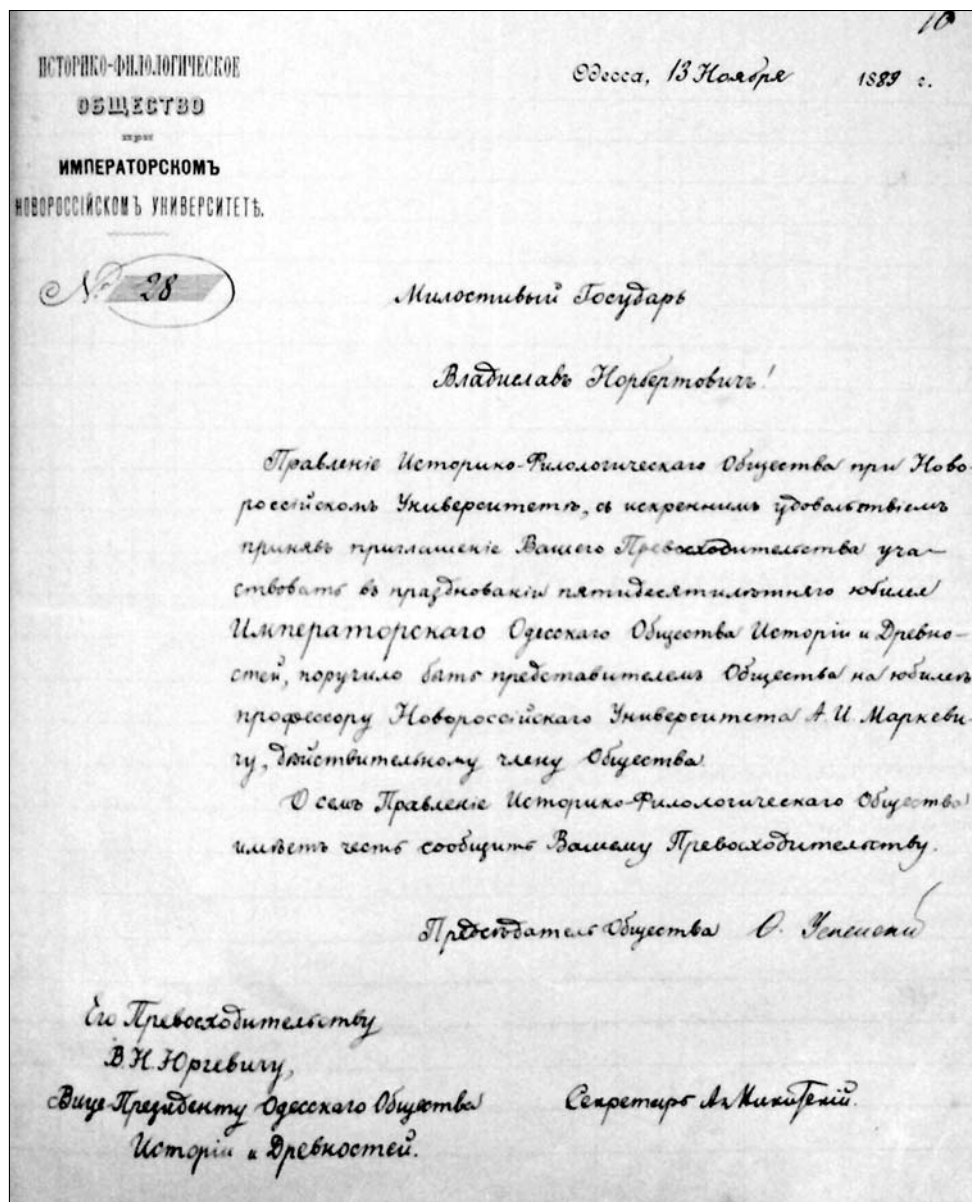 10
ИСТОРИКО-ФИЛОЛОГИЧЕСКОЕ
ОБЩЕСТВО
при
ИМПЕРАТОРСКОМЪ
НОВОРОССІЙСКОМЪ УНИВЕРСИТЕТѢ.
Одесса, 13 Ноября 1889 г.
№ 28
Милостивый Государь
Владиславъ Норбертовичъ!
Правленіе Историко-Филологическаго Общества при Ново-
россійскомъ Университетѣ, съ искреннимъ удовольствіемъ
принявъ приглашеніе Вашего Превосходительства уча-
ствовать въ празднованіи пятидесятилѣтняго юбилея
Императорскаго Одесскаго Общества Исторіи и Древно-
стей, поручило быть представителемъ Общества на юбилеѣ
профессору Новороссійскаго Университета А. И. Маркеви-
чу, дѣйствительному члену Общества.
О семъ Правленіе Историко-Филологическаго Общества
имѣетъ честь сообщить Вашему Превосходительству.
Предсѣдатель Общества Ѳ. Успенскій
Его Превосходительству
В. Н. Юргевичу,
Вице-Президенту Одесскаго Общества
Исторіи и Древностей.
Секретарь Ал. Никитскій.